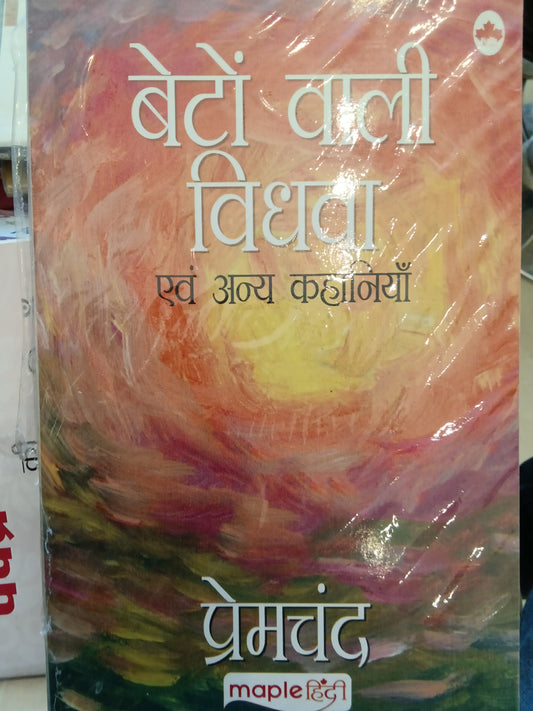 बेटों वाली
विधवा
एवं अन्य कहानियाँ
प्रेमचंद
maple हिंदी